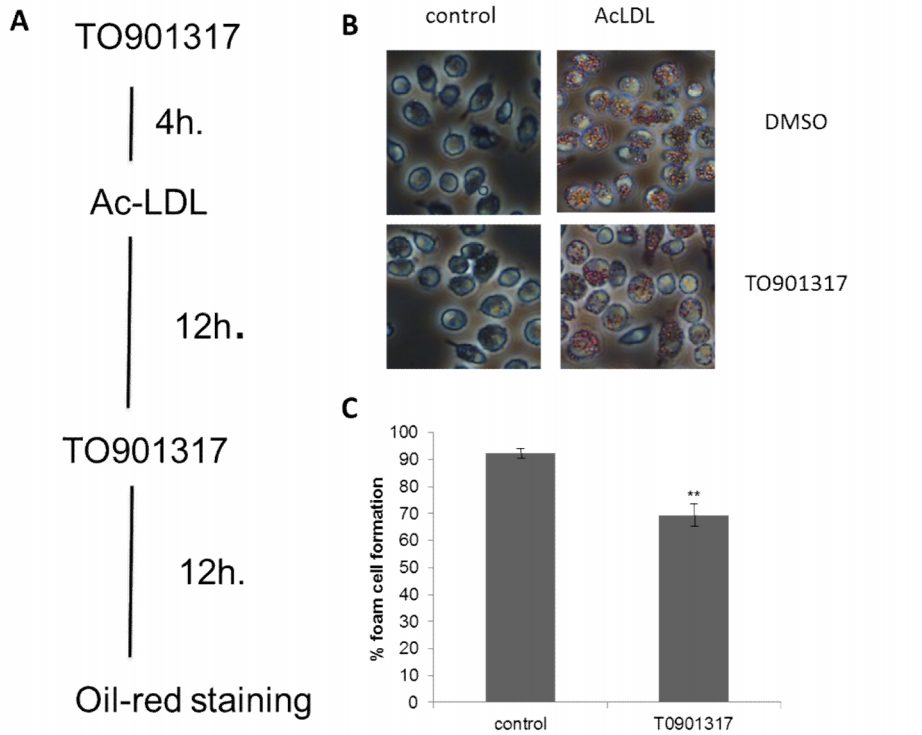 A
TO901317
4h.
Ac-LDL
12h.
TO901317
12h.
Oil-red staining
B
control AcLDL
DMSO
TO901317
C
% foam cell formation
100
90
80
70
60
50
40
30
20
10
0
**
control T0901317